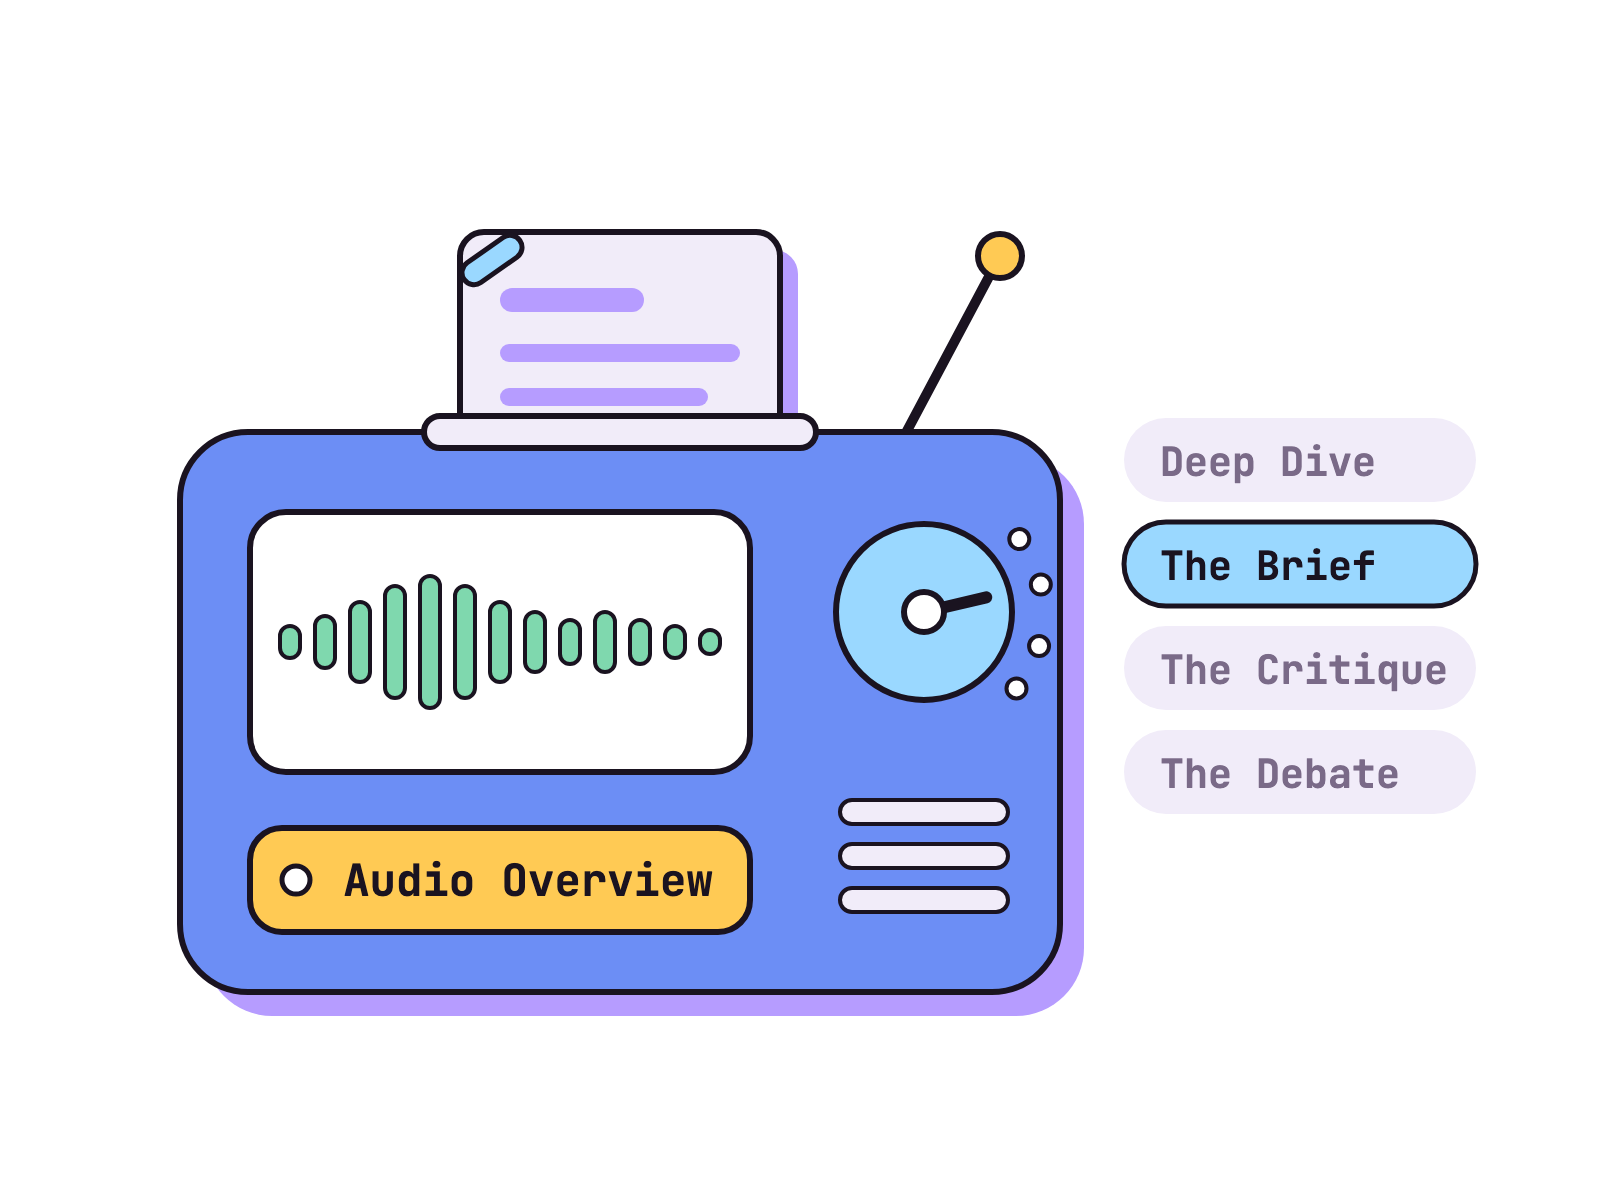 Deep Dive
The Brief
The Critique
The Debate
Audio Overview